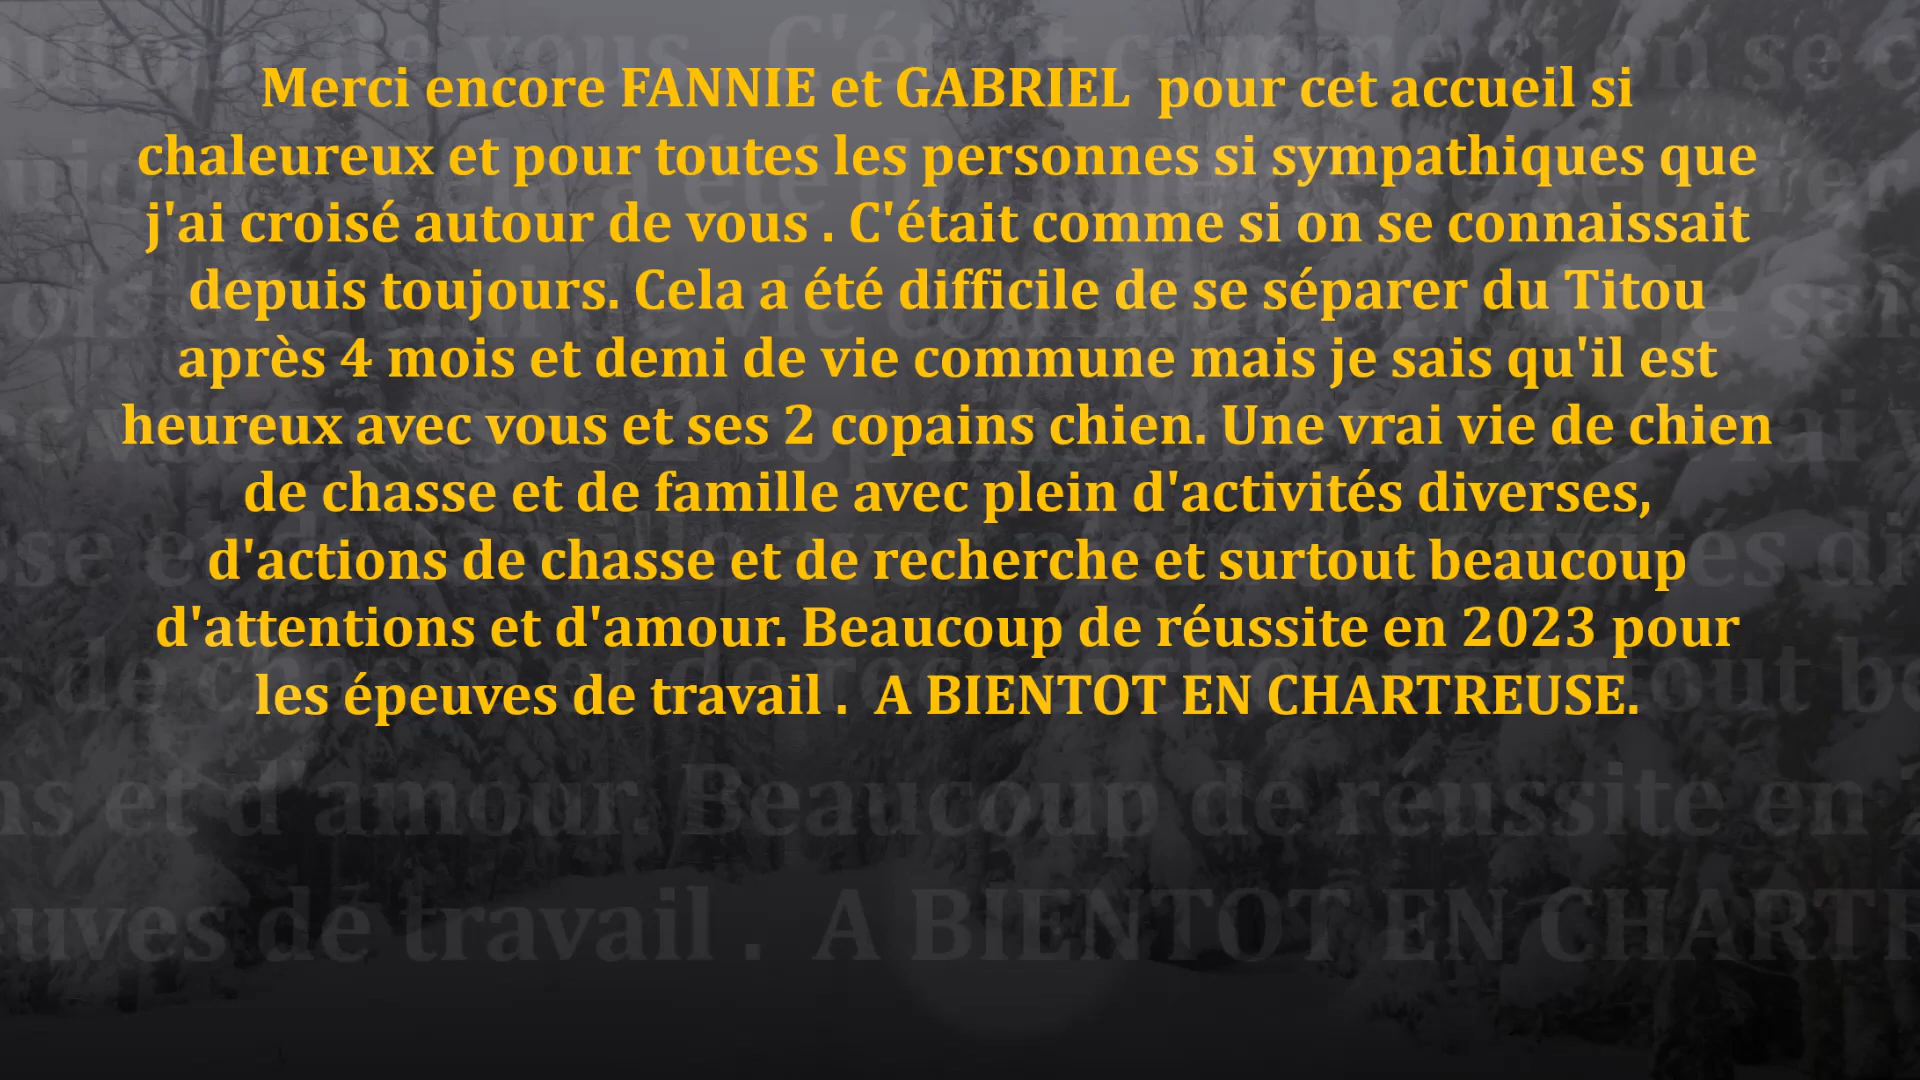 Merci encore FANNIE et GABRIEL  pour cet accueil si
chaleureux et pour toutes les personnes si sympathiques que
j'ai croisé autour de vous . C'était comme si on se connaissait
depuis toujours. Cela a été difficile de se séparer du Titou
après 4 mois et demi de vie commune mais je sais qu'il est
heureux avec vous et ses 2 copains chien. Une vrai vie de chien
de chasse et de famille avec plein d'activités diverses,
d'actions de chasse et de recherche et surtout beaucoup
d'attentions et d'amour. Beaucoup de réussite en 2023 pour
les épeuves de travail .  A BIENTOT EN CHARTREUSE.